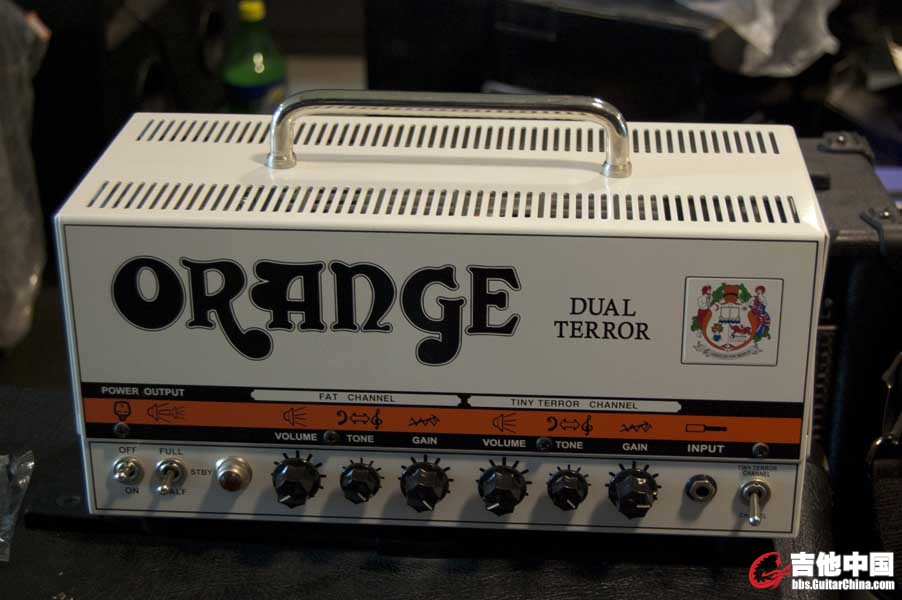 ORANGE
DUAL
TERROR
POWER OUTPUT
FAT CHANNEL
TINY TERROR CHANNEL
VOLUME TONE GAIN VOLUME TONE GAIN INPUT
OFF FULL STBY
ON HALF
TINY TERROR
CHANNEL
吉他中国
bbs.GuitarChina.com